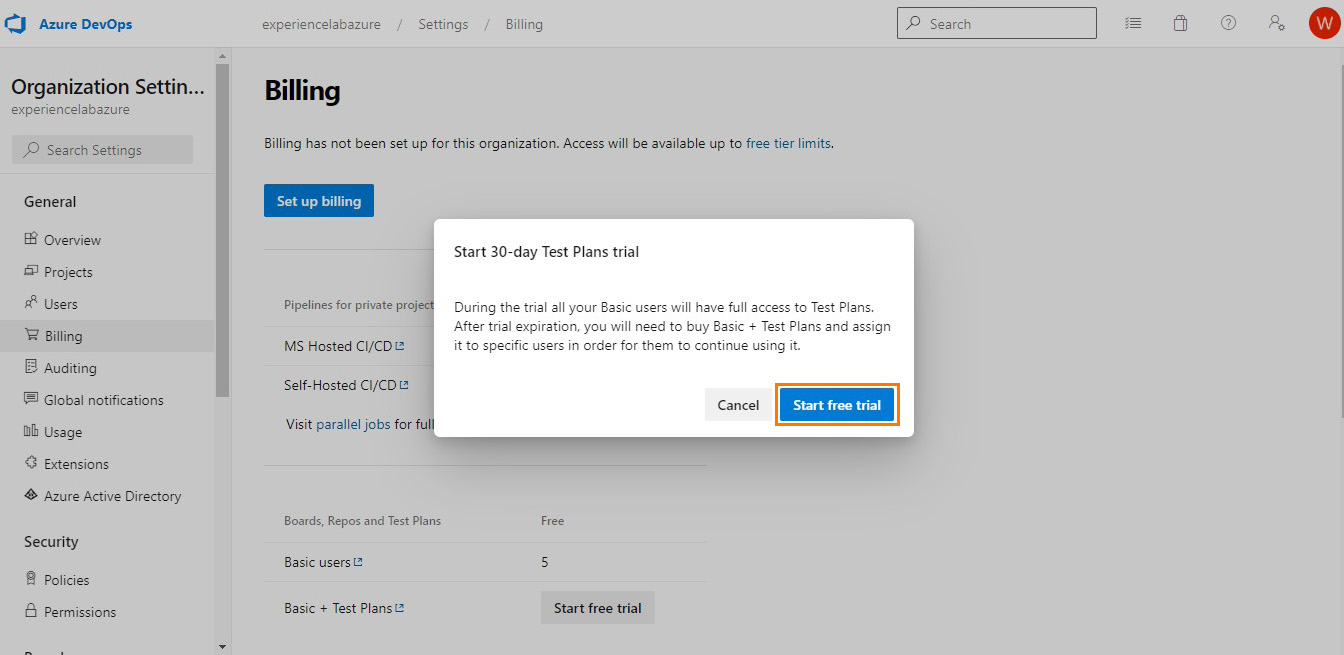 Azure DevOps
experiencelabazure / Settings / Billing
Search
W
Organization Settin...
experiencelabazure
Search Settings
General
Overview
Projects
Users
Billing
Auditing
Global notifications
Usage
Extensions
Azure Active Directory
Security
Policies
Permissions
Billing
Billing has not been set up for this organization. Access will be available up to free tier limits.
Set up billing
Pipelines for private project
MS Hosted CI/CD
Self-Hosted CI/CD
Visit parallel jobs for full
Start 30-day Test Plans trial
During the trial all your Basic users will have full access to Test Plans.
After trial expiration, you will need to buy Basic + Test Plans and assign
it to specific users in order for them to continue using it.
Cancel
Start free trial
Boards, Repos and Test Plans Free
Basic users 5
Basic + Test Plans Start free trial